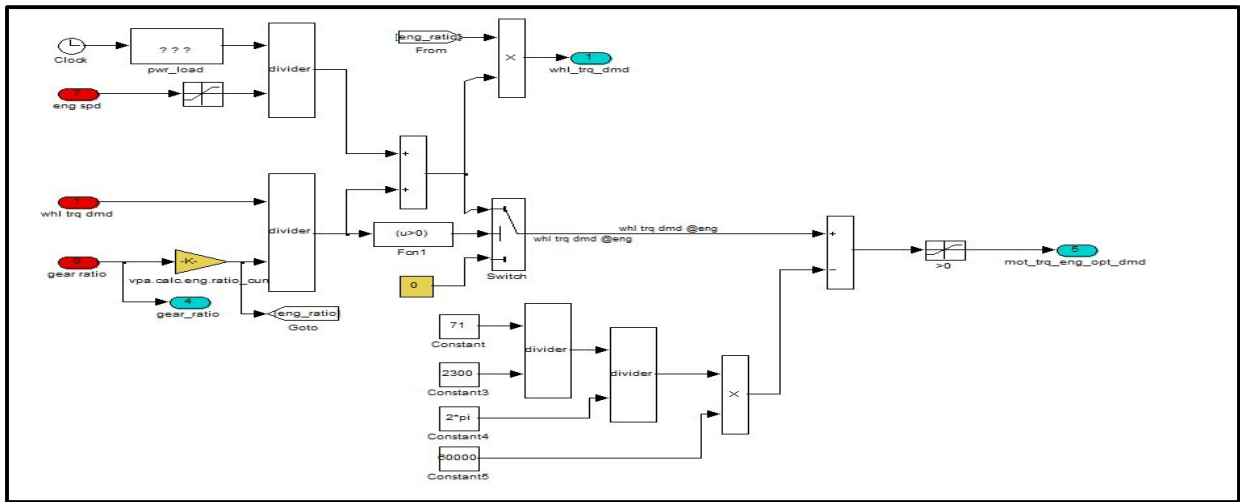 Clock
? ? ?
pwr_load
7
eng spd
divider
[eng_ratio]
From
×
1
whl_trq_dmd
+
+
1
whl trq dmd
9
gear ratio
-K-
vpa.calc.eng.ratio_cum
4
gear_ratio
[eng_ratio]
Goto
divider
(u>0)
Fcn1
0
Switch
whl trq dmd @eng
whl trq dmd @eng
+
−
>0
5
mot_trq_eng_opt_dmd
71
Constant
2300
Constant3
2*pi
Constant4
60000
Constant5
divider
divider
×